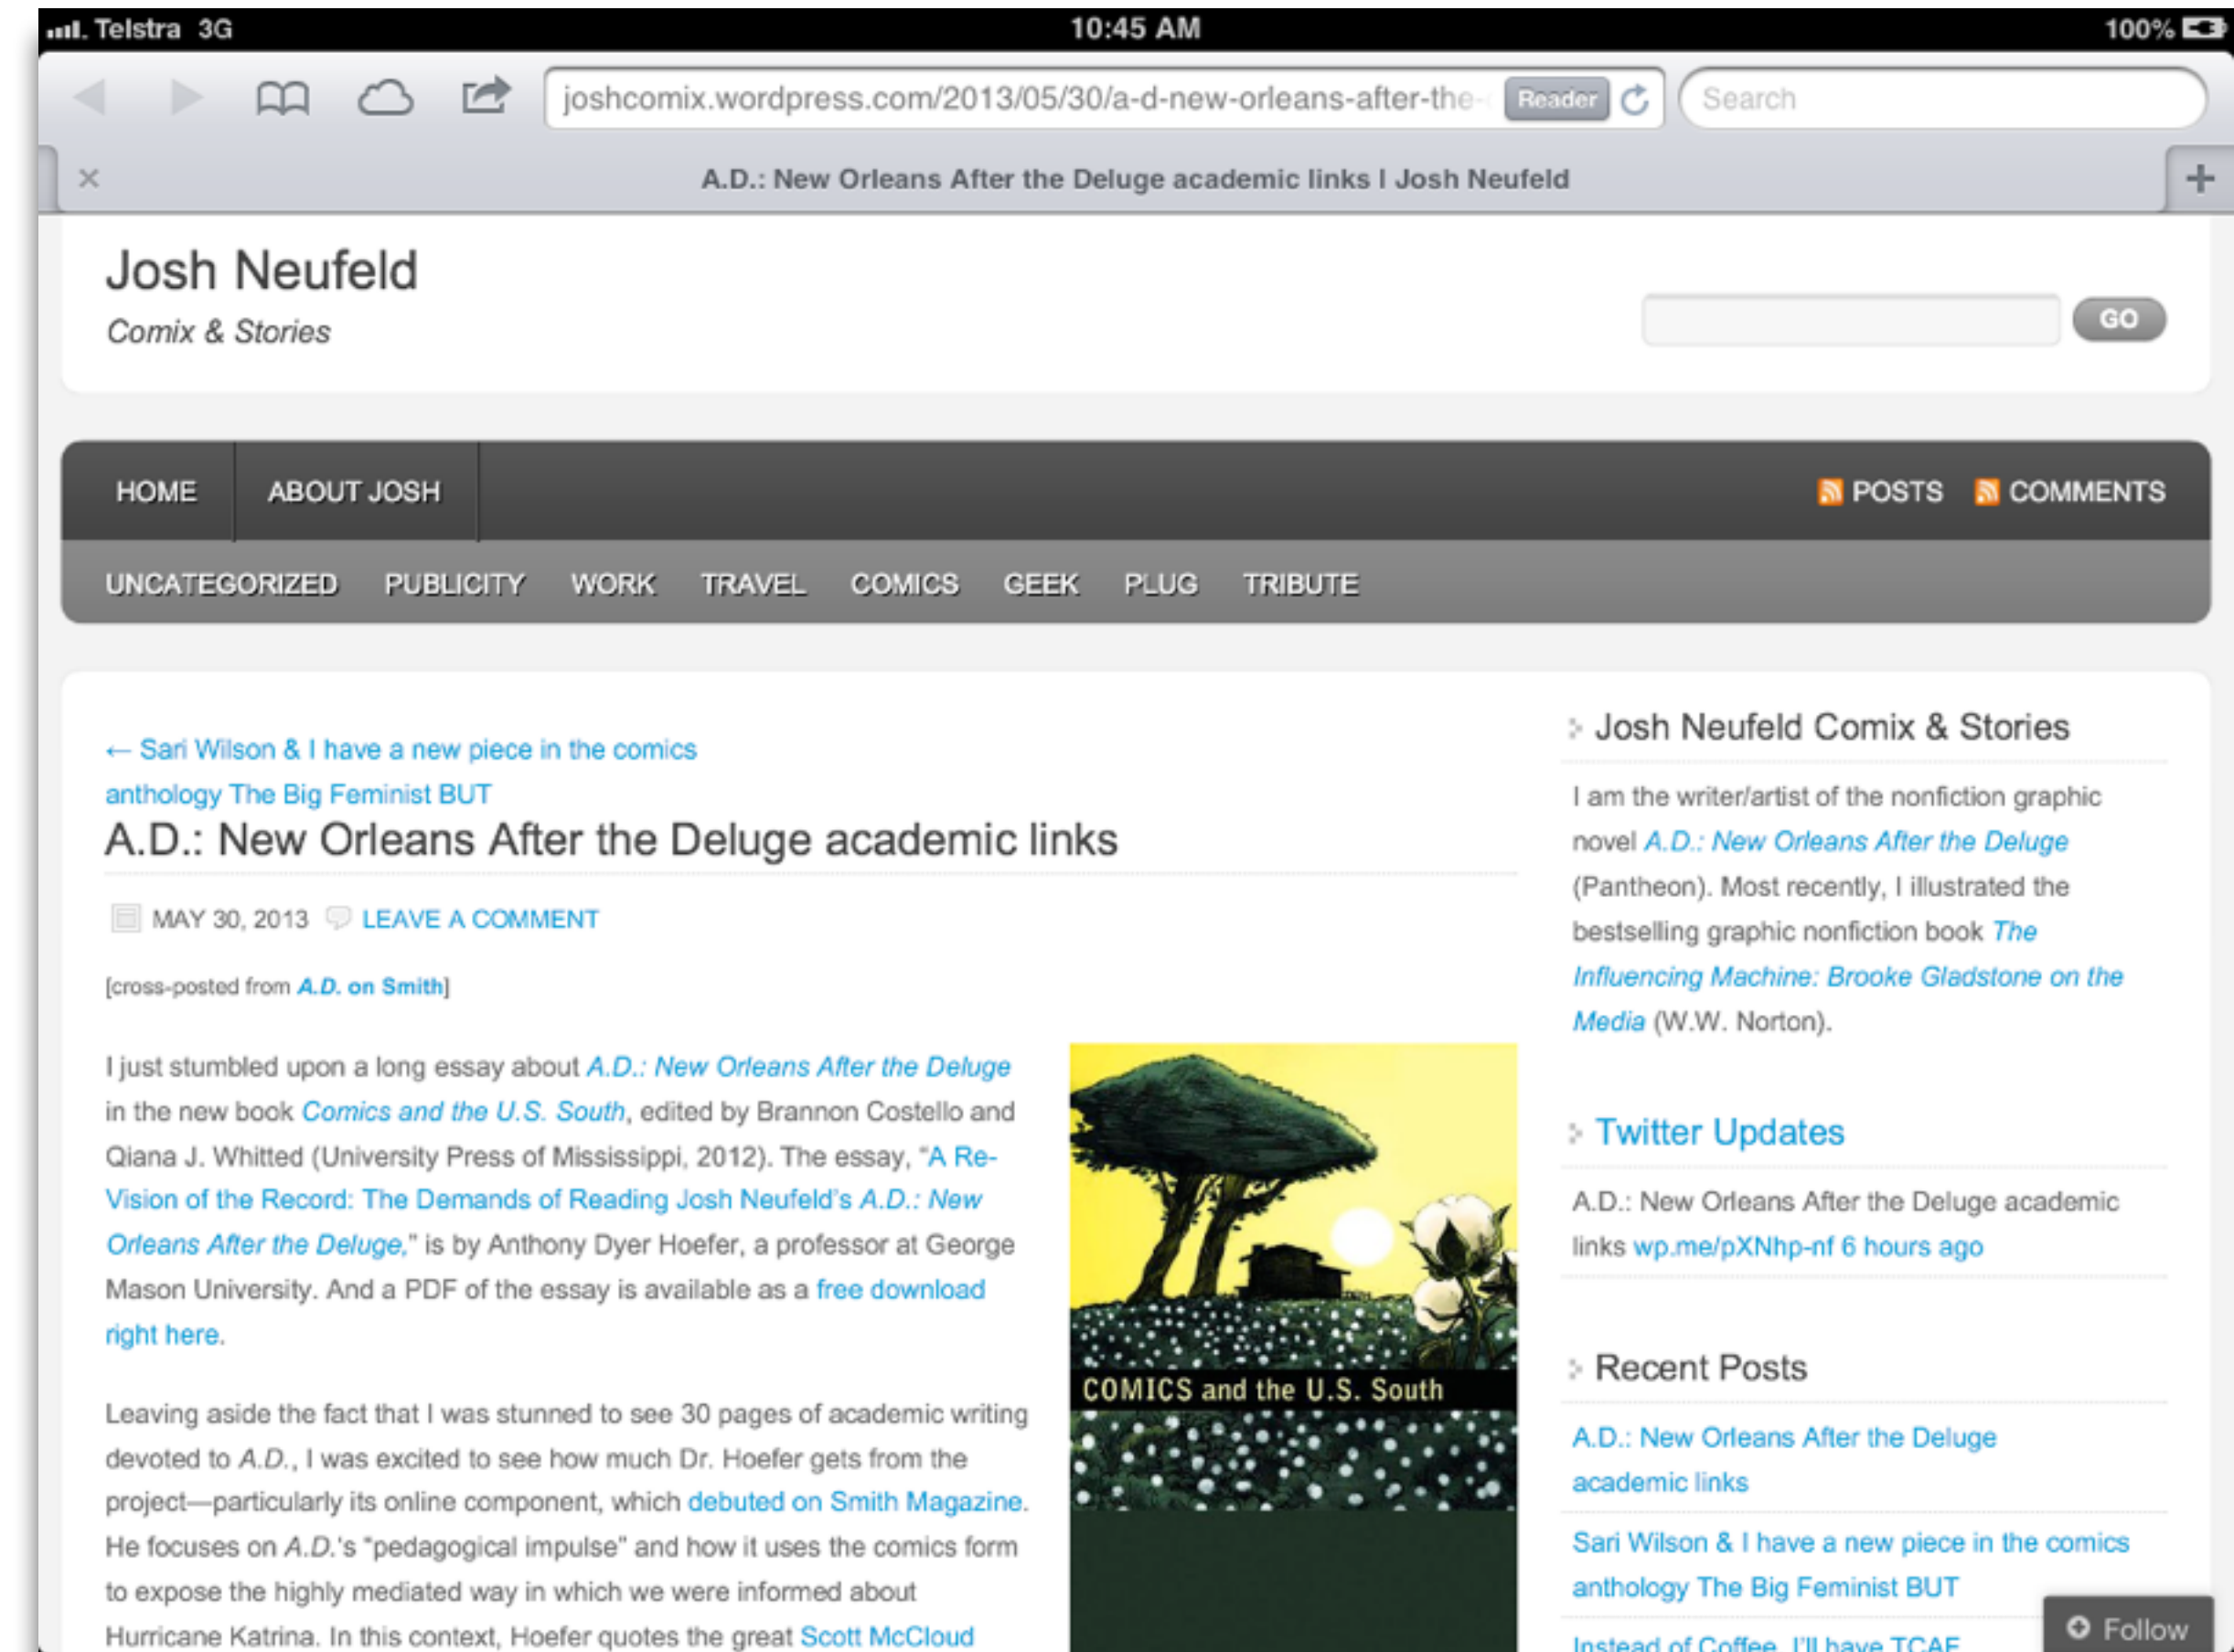 Telstra 3G
10:45 AM
100%
joshcomix.wordpress.com/2013/05/30/a-d-new-orleans-after-the-
Reader
Search
A.D.: New Orleans After the Deluge academic links | Josh Neufeld
Josh Neufeld
Comix & Stories
GO
HOME
ABOUT JOSH
POSTS
COMMENTS
UNCATEGORIZED PUBLICITY WORK TRAVEL COMICS GEEK PLUG TRIBUTE
← Sari Wilson & I have a new piece in the comics
anthology The Big Feminist BUT
A.D.: New Orleans After the Deluge academic links
MAY 30, 2013 LEAVE A COMMENT
[cross-posted from A.D. on Smith]
I just stumbled upon a long essay about A.D.: New Orleans After the Deluge
in the new book Comics and the U.S. South, edited by Brannon Costello and
Qiana J. Whitted (University Press of Mississippi, 2012). The essay, “A Re-
Vision of the Record: The Demands of Reading Josh Neufeld’s A.D.: New
Orleans After the Deluge,” is by Anthony Dyer Hoefer, a professor at George
Mason University. And a PDF of the essay is available as a free download
right here.
Leaving aside the fact that I was stunned to see 30 pages of academic writing
devoted to A.D., I was excited to see how much Dr. Hoefer gets from the
project—particularly its online component, which debuted on Smith Magazine.
He focuses on A.D.'s “pedagogical impulse” and how it uses the comics form
to expose the highly mediated way in which we were informed about
Hurricane Katrina. In this context, Hoefer quotes the great Scott McCloud
COMICS and the U.S. South
Josh Neufeld Comix & Stories
I am the writer/artist of the nonfiction graphic
novel A.D.: New Orleans After the Deluge
(Pantheon). Most recently, I illustrated the
bestselling graphic nonfiction book The
Influencing Machine: Brooke Gladstone on the
Media (W.W. Norton).
Twitter Updates
A.D.: New Orleans After the Deluge academic
links wp.me/pXNhp-nf 6 hours ago
Recent Posts
A.D.: New Orleans After the Deluge
academic links
Sari Wilson & I have a new piece in the comics
anthology The Big Feminist BUT
Instead of Coffee, I'll have TCAF
Follow